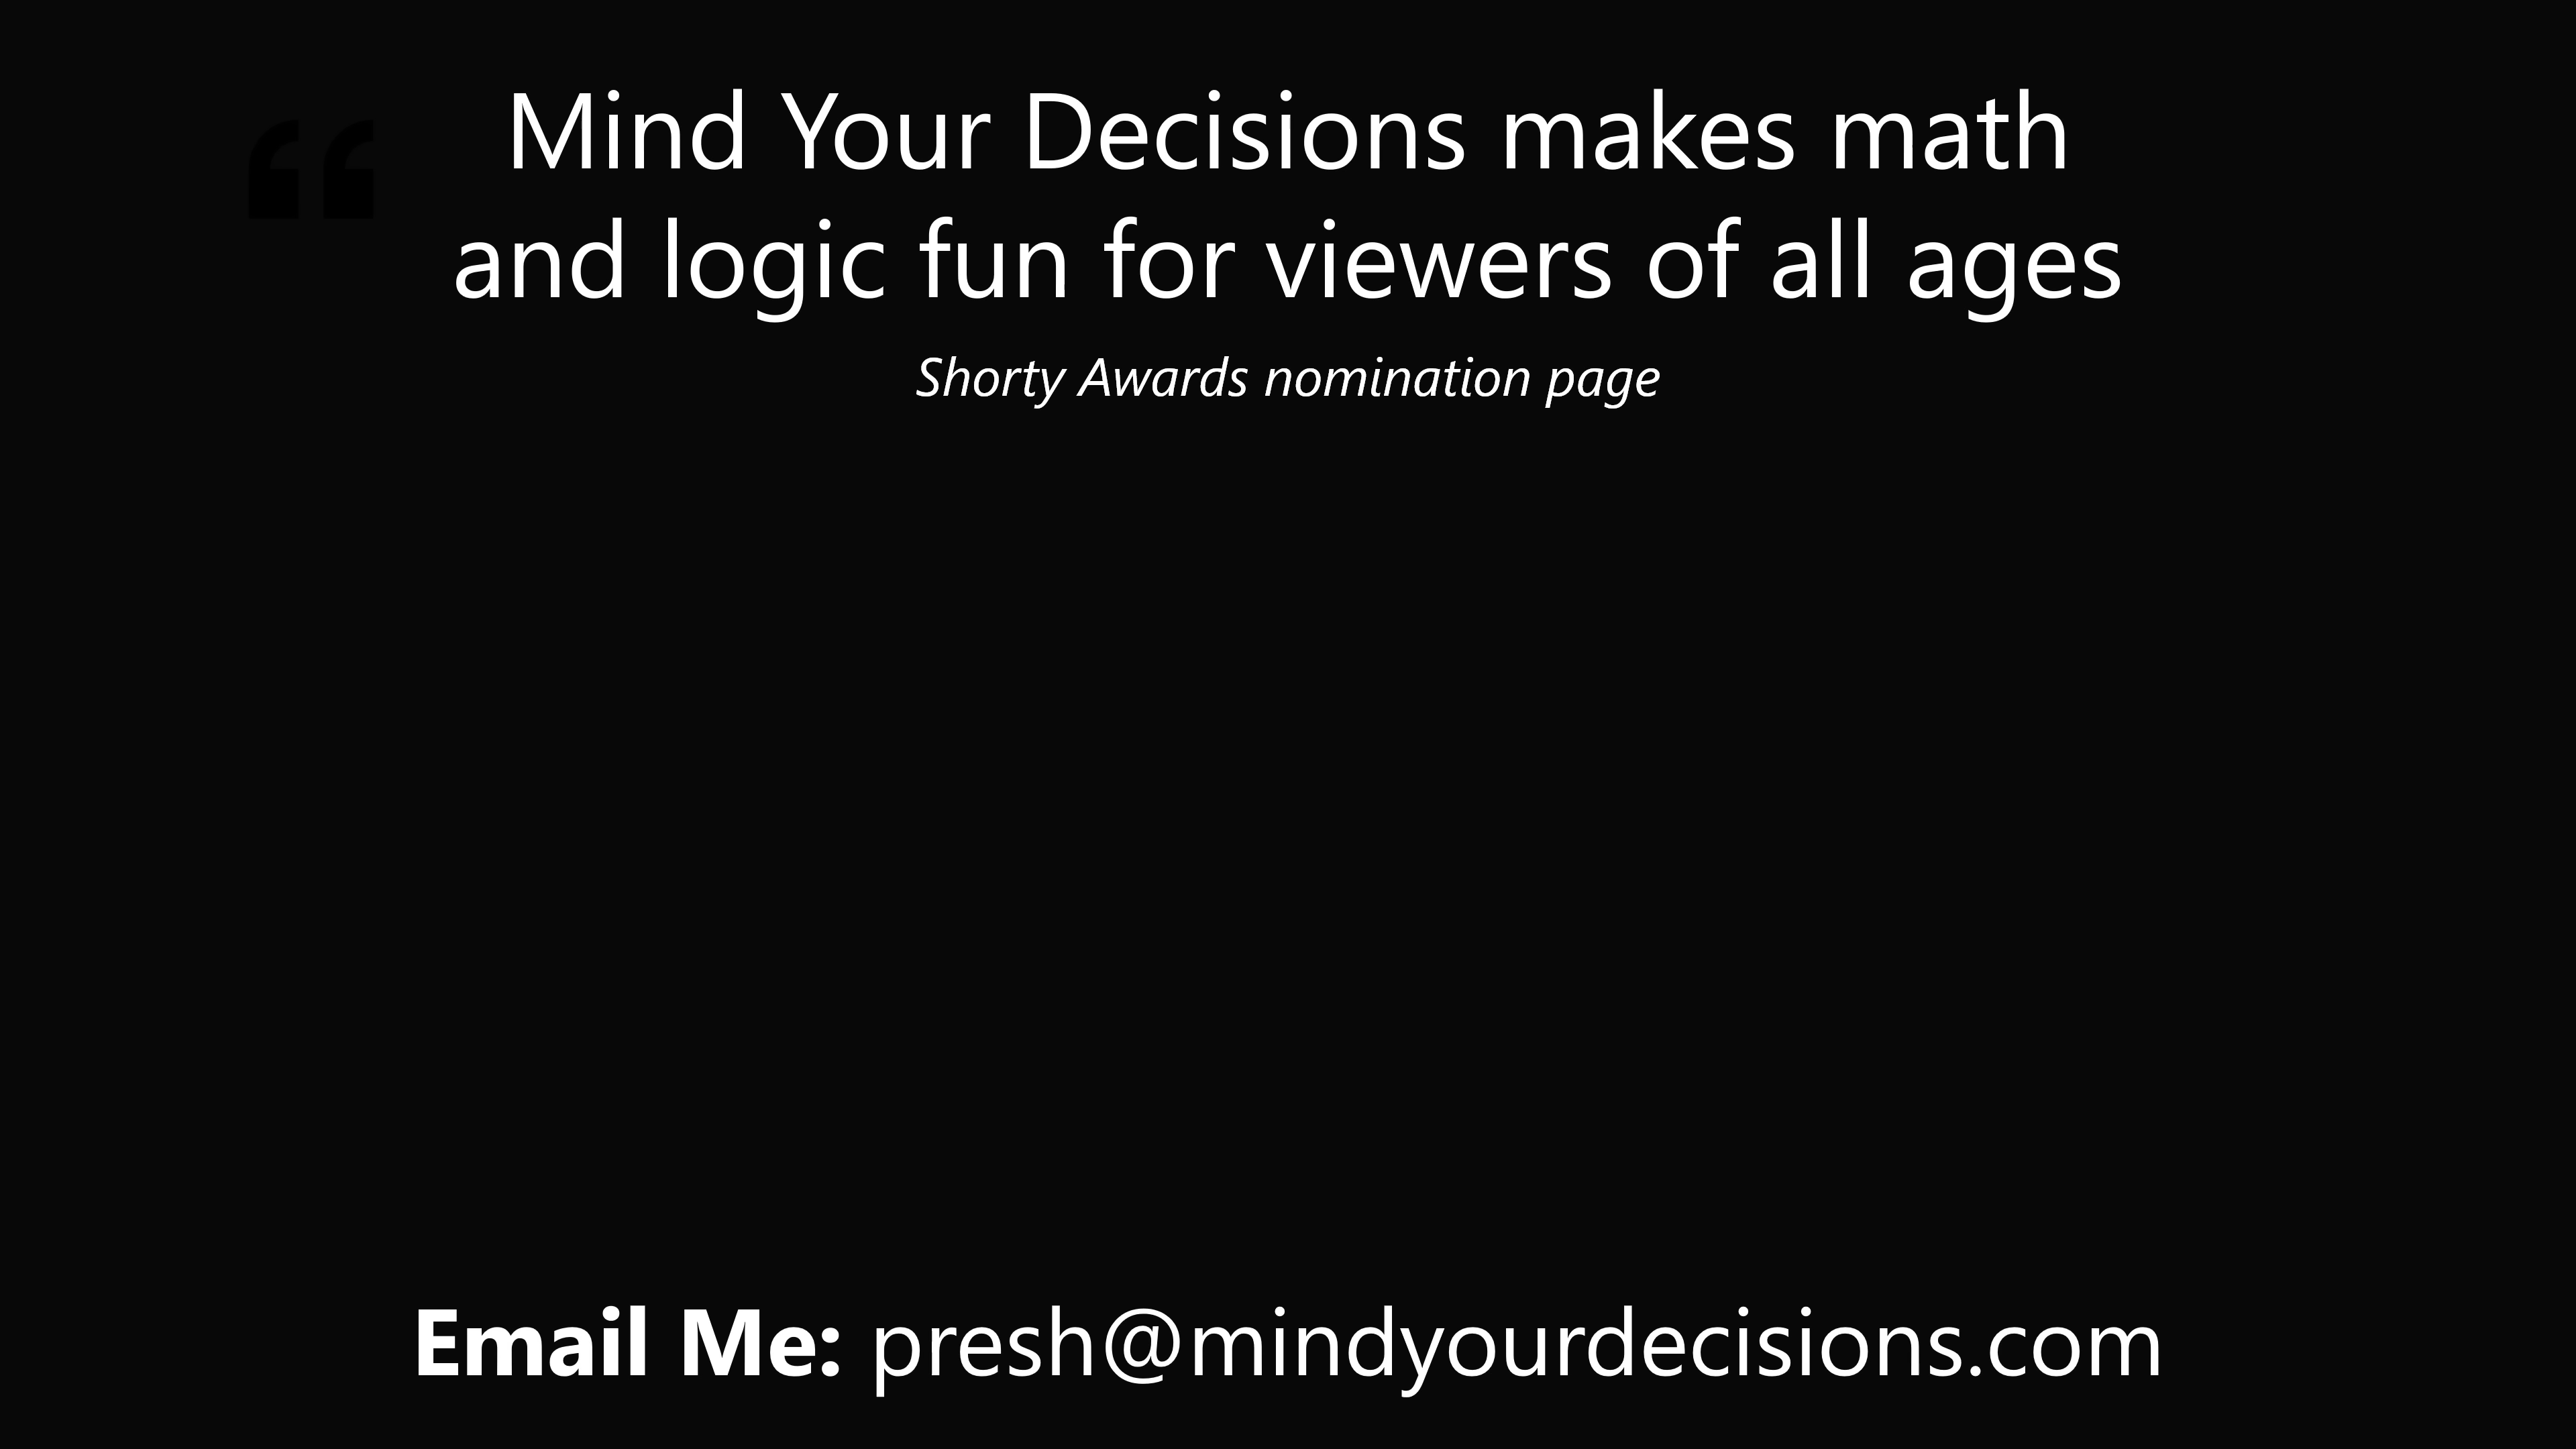 “
Mind Your Decisions makes math
and logic fun for viewers of all ages
Shorty Awards nomination page
Email Me: presh@mindyourdecisions.com